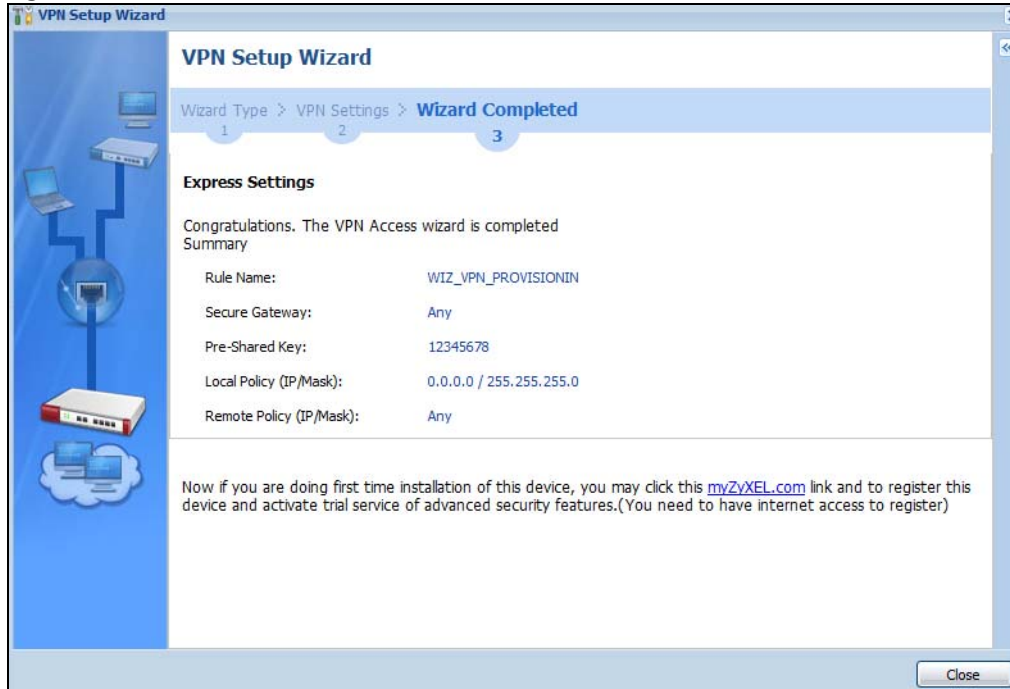 VPN Setup Wizard
VPN Setup Wizard
Wizard Type > VPN Settings > Wizard Completed
1 2 3
Express Settings
Congratulations. The VPN Access wizard is completed
Summary
Rule Name: WIZ_VPN_PROVISIONIN
Secure Gateway: Any
Pre-Shared Key: 12345678
Local Policy (IP/Mask): 0.0.0.0 / 255.255.255.0
Remote Policy (IP/Mask): Any
Now if you are doing first time installation of this device, you may click this myZyXEL.com link and to register this
device and activate trial service of advanced security features.(You need to have internet access to register)
Close